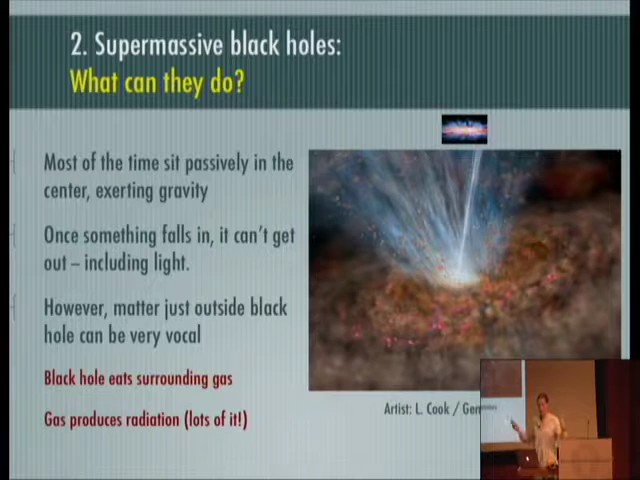 2. Supermassive black holes:
What can they do?
Most of the time sit passively in the
center, exerting gravity
Once something falls in, it can't get
out – including light.
However, matter just outside black
hole can be very vocal
Black hole eats surrounding gas
Gas produces radiation (lots of it!)
Artist: L. Cook / Gem